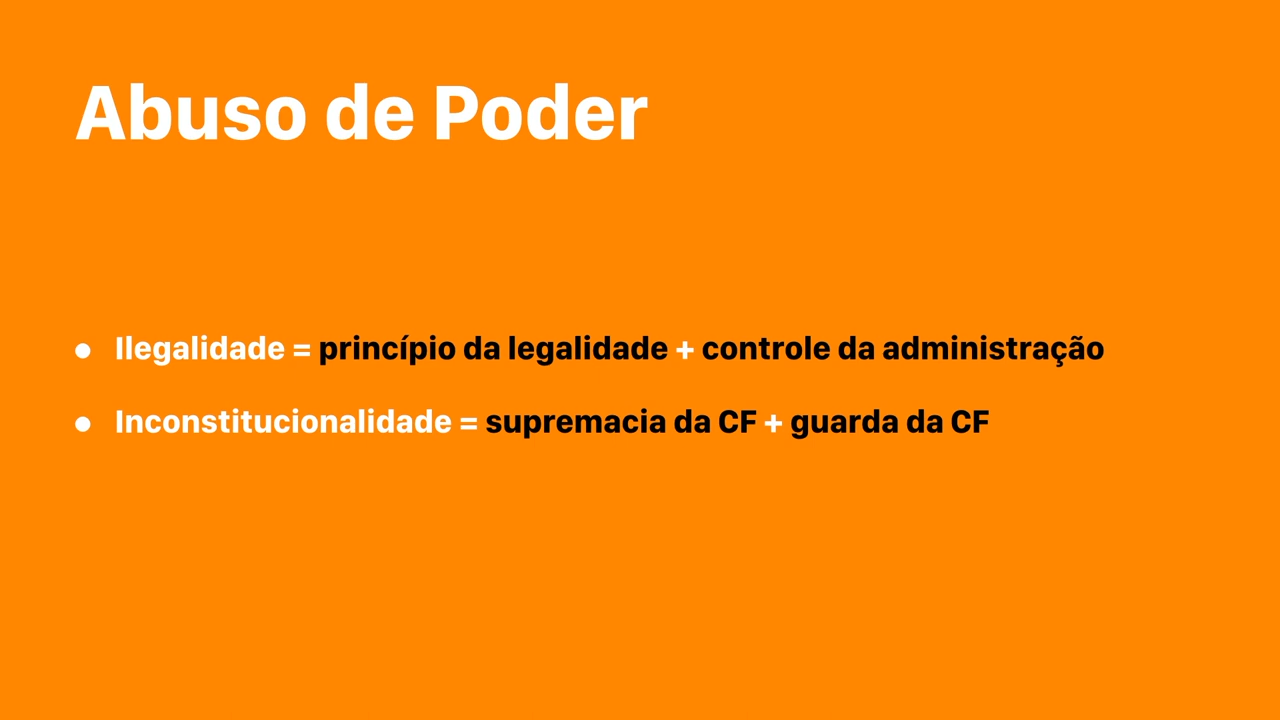 Abuso de Poder
• Ilegalidade = princípio da legalidade + controle da administração
• Inconstitucionalidade = supremacia da CF + guarda da CF